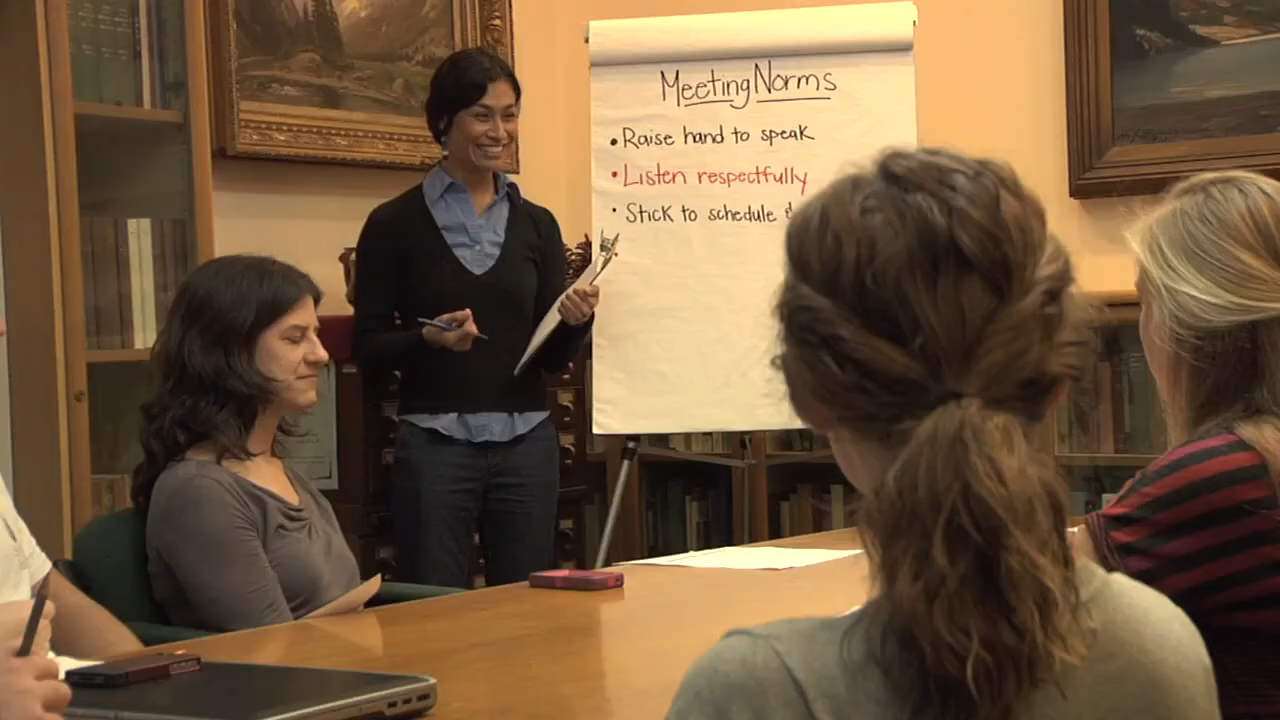 Meeting Norms
• Raise hand to speak
• Listen respectfully
• Stick to schedule &